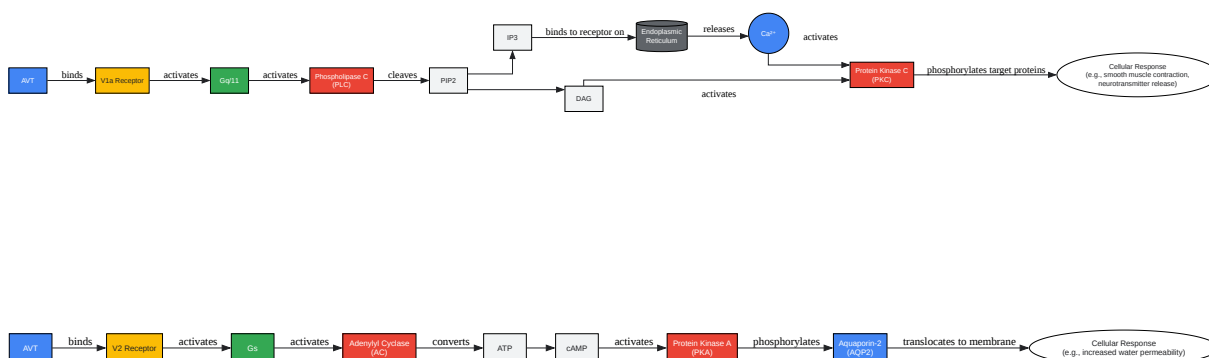 AVT
binds
V1a Receptor
activates
Gq/11
activates
Phospholipase C
(PLC)
cleaves
PIP2
IP3
binds to receptor on
Endoplasmic
Reticulum
releases
Ca²⁺
activates
DAG
activates
Protein Kinase C
(PKC)
phosphorylates target proteins
Cellular Response
(e.g., smooth muscle contraction,
neurotransmitter release)
AVT
binds
V2 Receptor
activates
Gs
activates
Adenylyl Cyclase
(AC)
converts
ATP
cAMP
activates
Protein Kinase A
(PKA)
phosphorylates
Aquaporin-2
(AQP2)
translocates to membrane
Cellular Response
(e.g., increased water permeability)